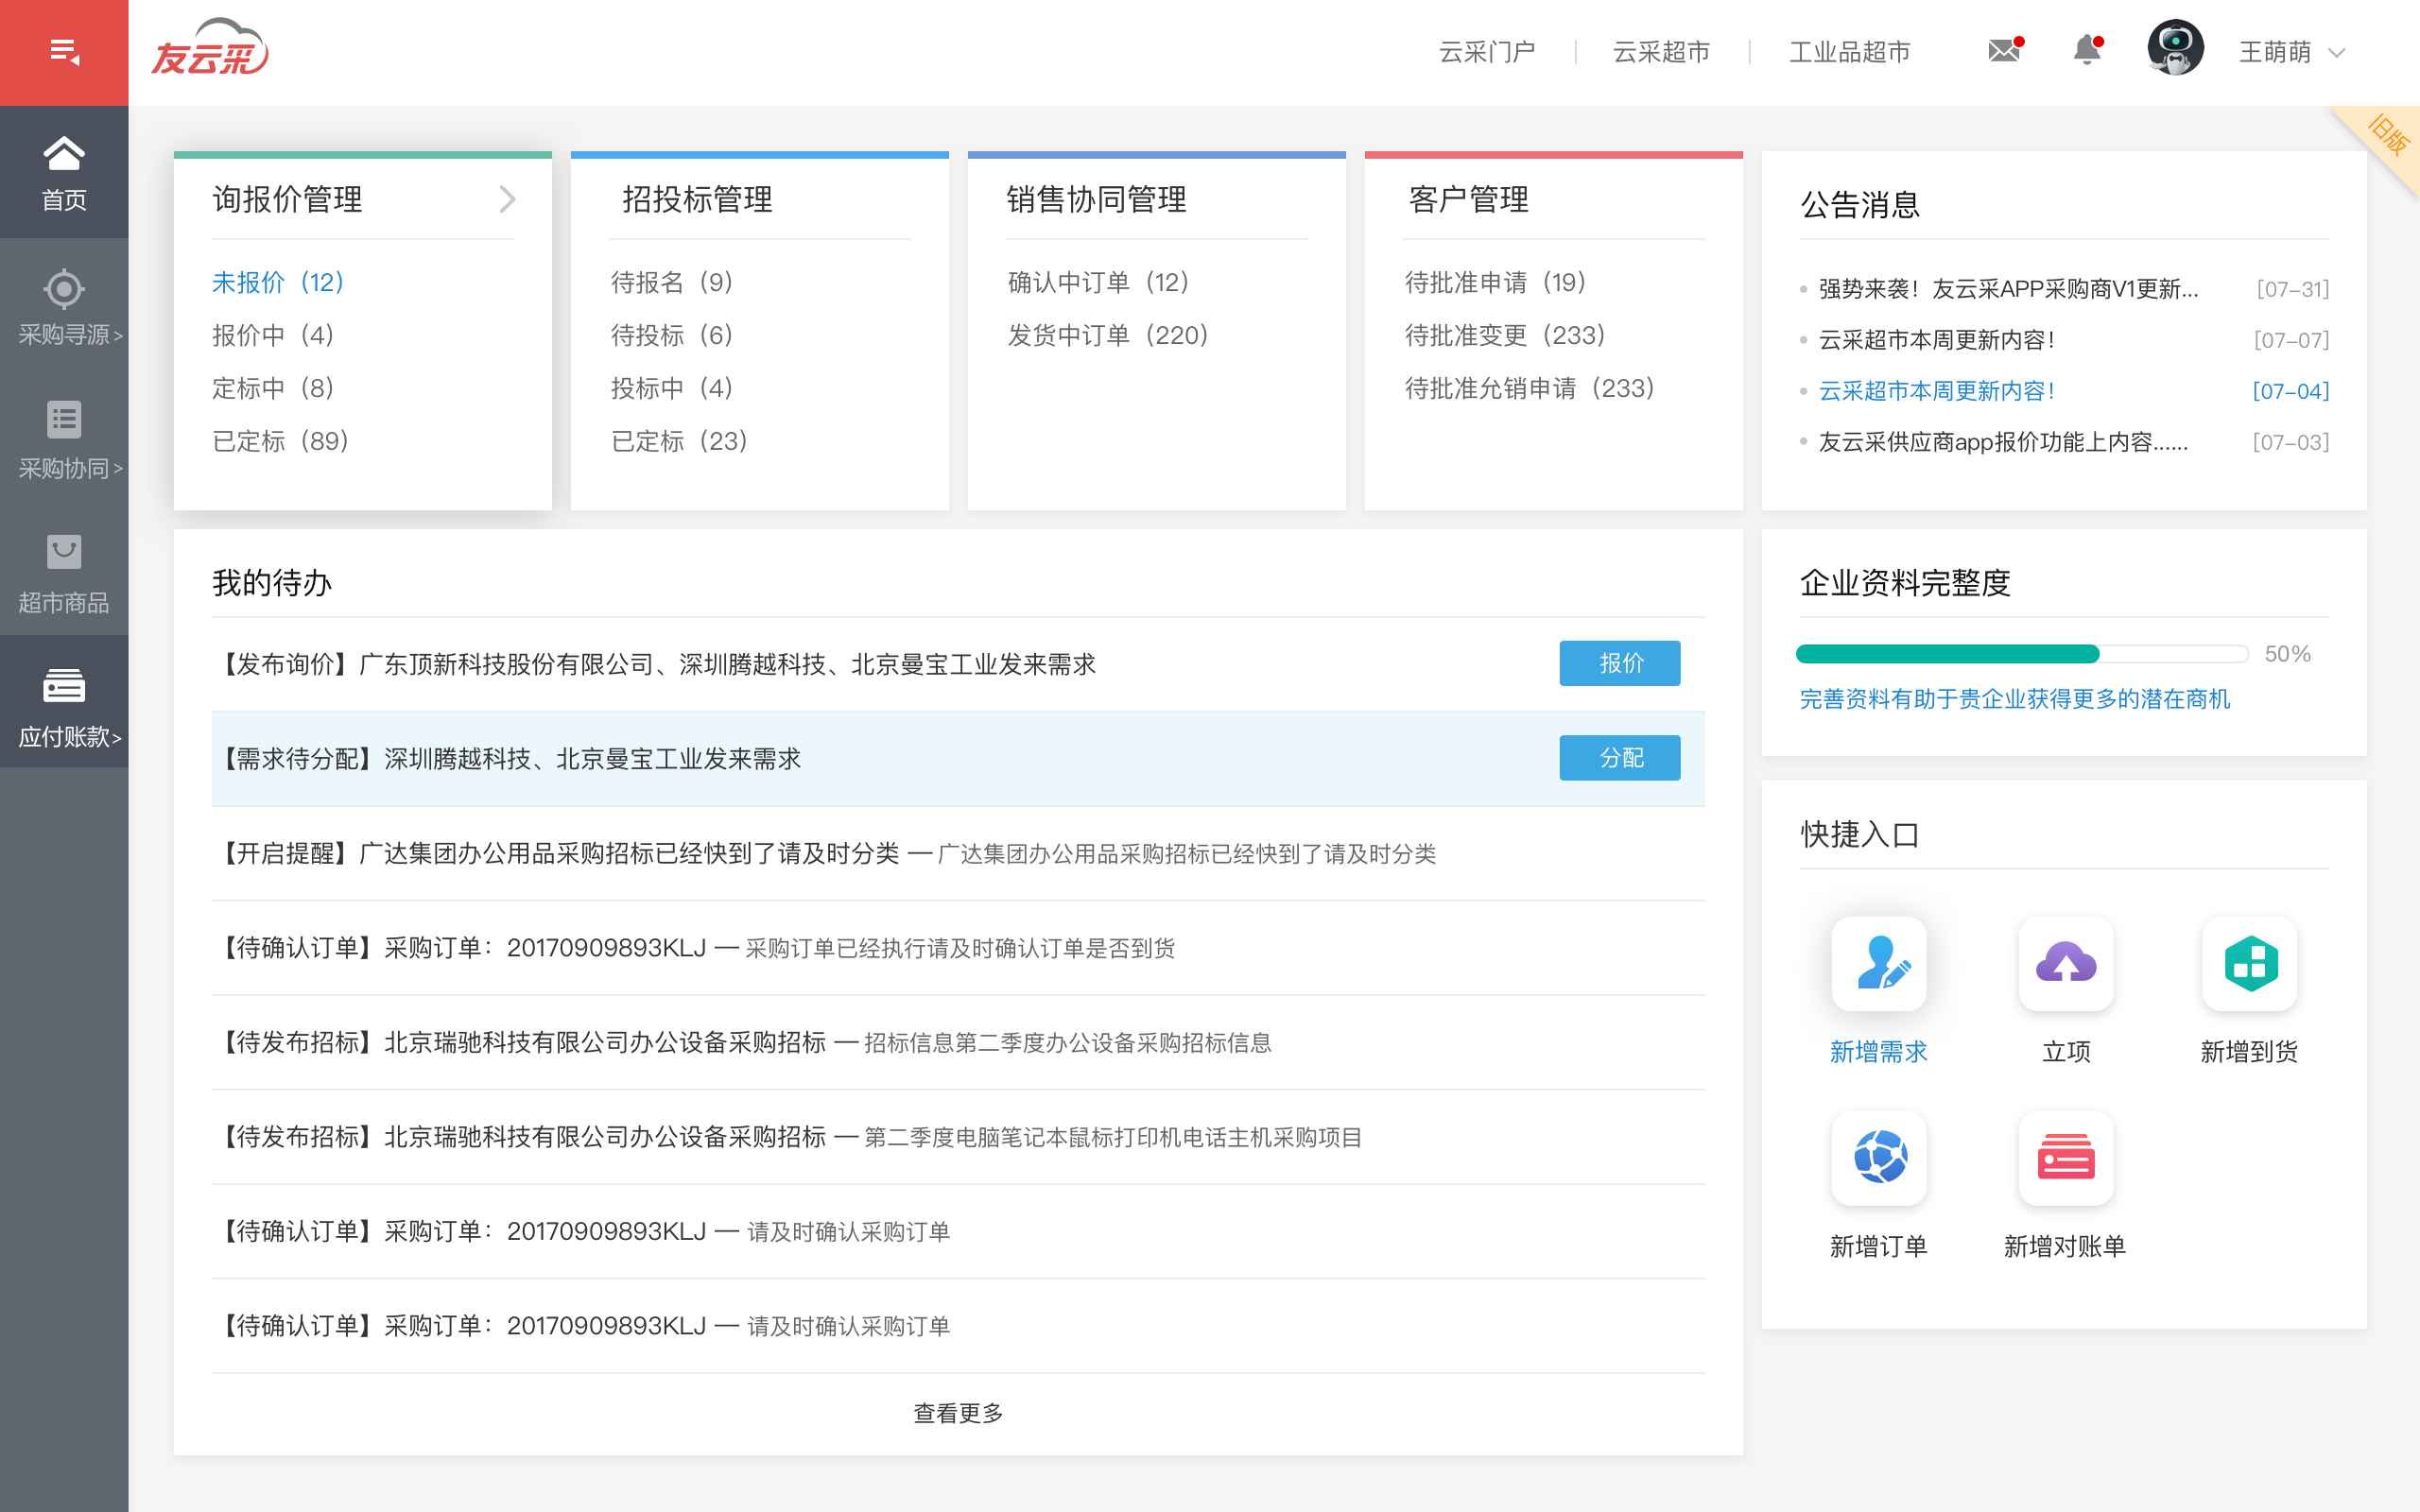 友云采
云采门户
云采超市
工业品超市
王萌萌
旧版
首页
采购寻源>
采购协同>
超市商品
应付账款>
询报价管理
未报价（12）
报价中（4）
定标中（8）
已定标（89）
招投标管理
待报名（9）
待投标（6）
投标中（4）
已定标（23）
销售协同管理
确认中订单（12）
发货中订单（220）
客户管理
待批准申请（19）
待批准变更（233）
待批准允销申请（233）
公告消息
强势来袭！友云采APP采购商V1更新... [07-31]
云采超市本周更新内容！ [07-07]
云采超市本周更新内容！ [07-04]
友云采供应商app报价功能上内容...... [07-03]
我的待办
【发布询价】广东顶新科技股份有限公司、深圳腾越科技、北京曼宝工业发来需求 报价
【需求待分配】深圳腾越科技、北京曼宝工业发来需求 分配
【开启提醒】广达集团办公用品采购招标已经快到了请及时分类 — 广达集团办公用品采购招标已经快到了请及时分类
【待确认订单】采购订单：20170909893KLJ — 采购订单已经执行请及时确认订单是否到货
【待发布招标】北京瑞驰科技有限公司办公设备采购招标 — 招标信息第二季度办公设备采购招标信息
【待发布招标】北京瑞驰科技有限公司办公设备采购招标 — 第二季度电脑笔记本鼠标打印机电话主机采购项目
【待确认订单】采购订单：20170909893KLJ — 请及时确认采购订单
【待确认订单】采购订单：20170909893KLJ — 请及时确认采购订单
查看更多
企业资料完整度
50%
完善资料有助于贵企业获得更多的潜在商机
快捷入口
新增需求
立项
新增到货
新增订单
新增对账单